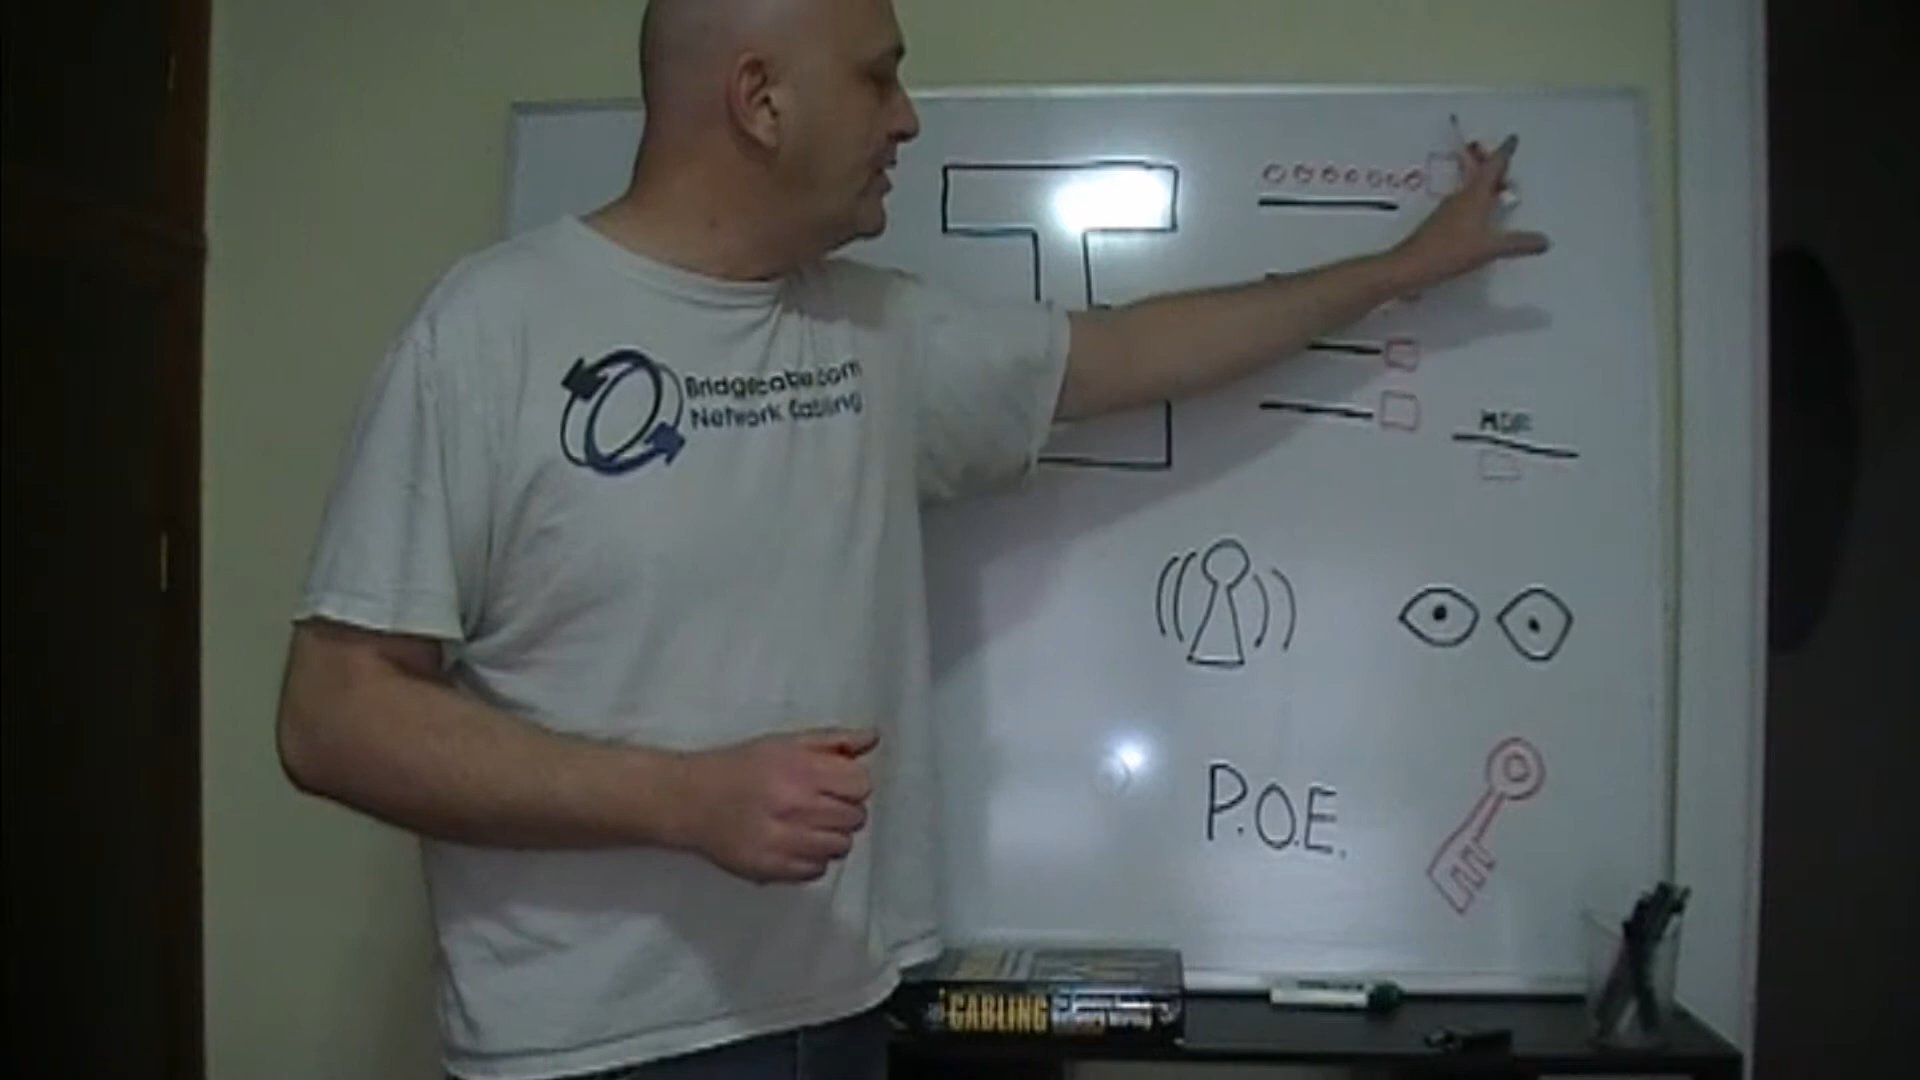 Bridgecable.com
Network Cabling
MDF
P.O.E.
CABLING